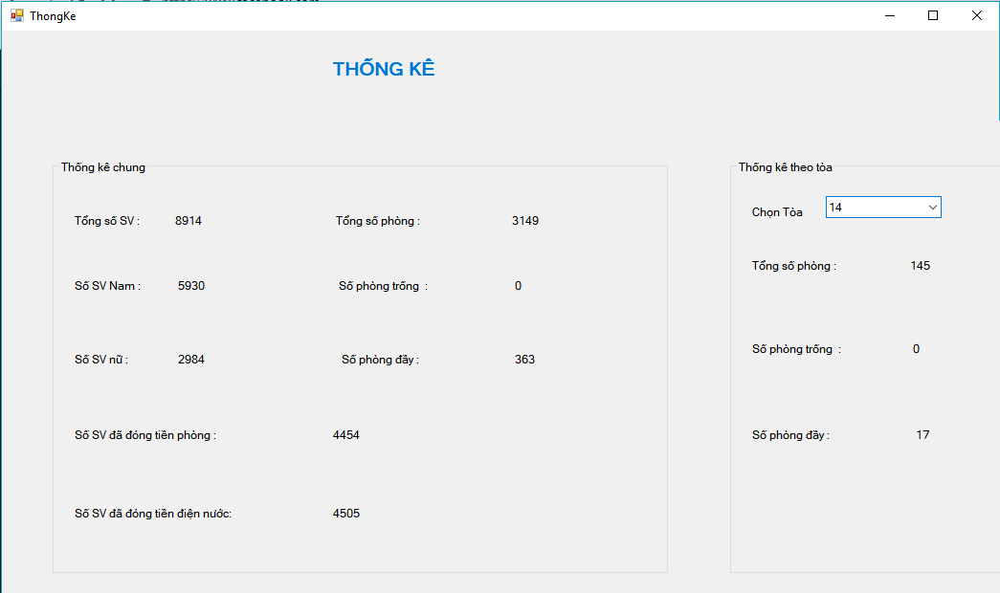 ThongKe
THỐNG KÊ
Thống kê chung
Tổng số SV : 8914 Tổng số phòng : 3149
Số SV Nam : 5930 Số phòng trống : 0
Số SV nữ : 2984 Số phòng đầy : 363
Số SV đã đóng tiền phòng : 4454
Số SV đã đóng tiền điện nước: 4505
Thống kê theo tòa
Chọn Tòa 14
Tổng số phòng : 145
Số phòng trống : 0
Số phòng đầy : 17